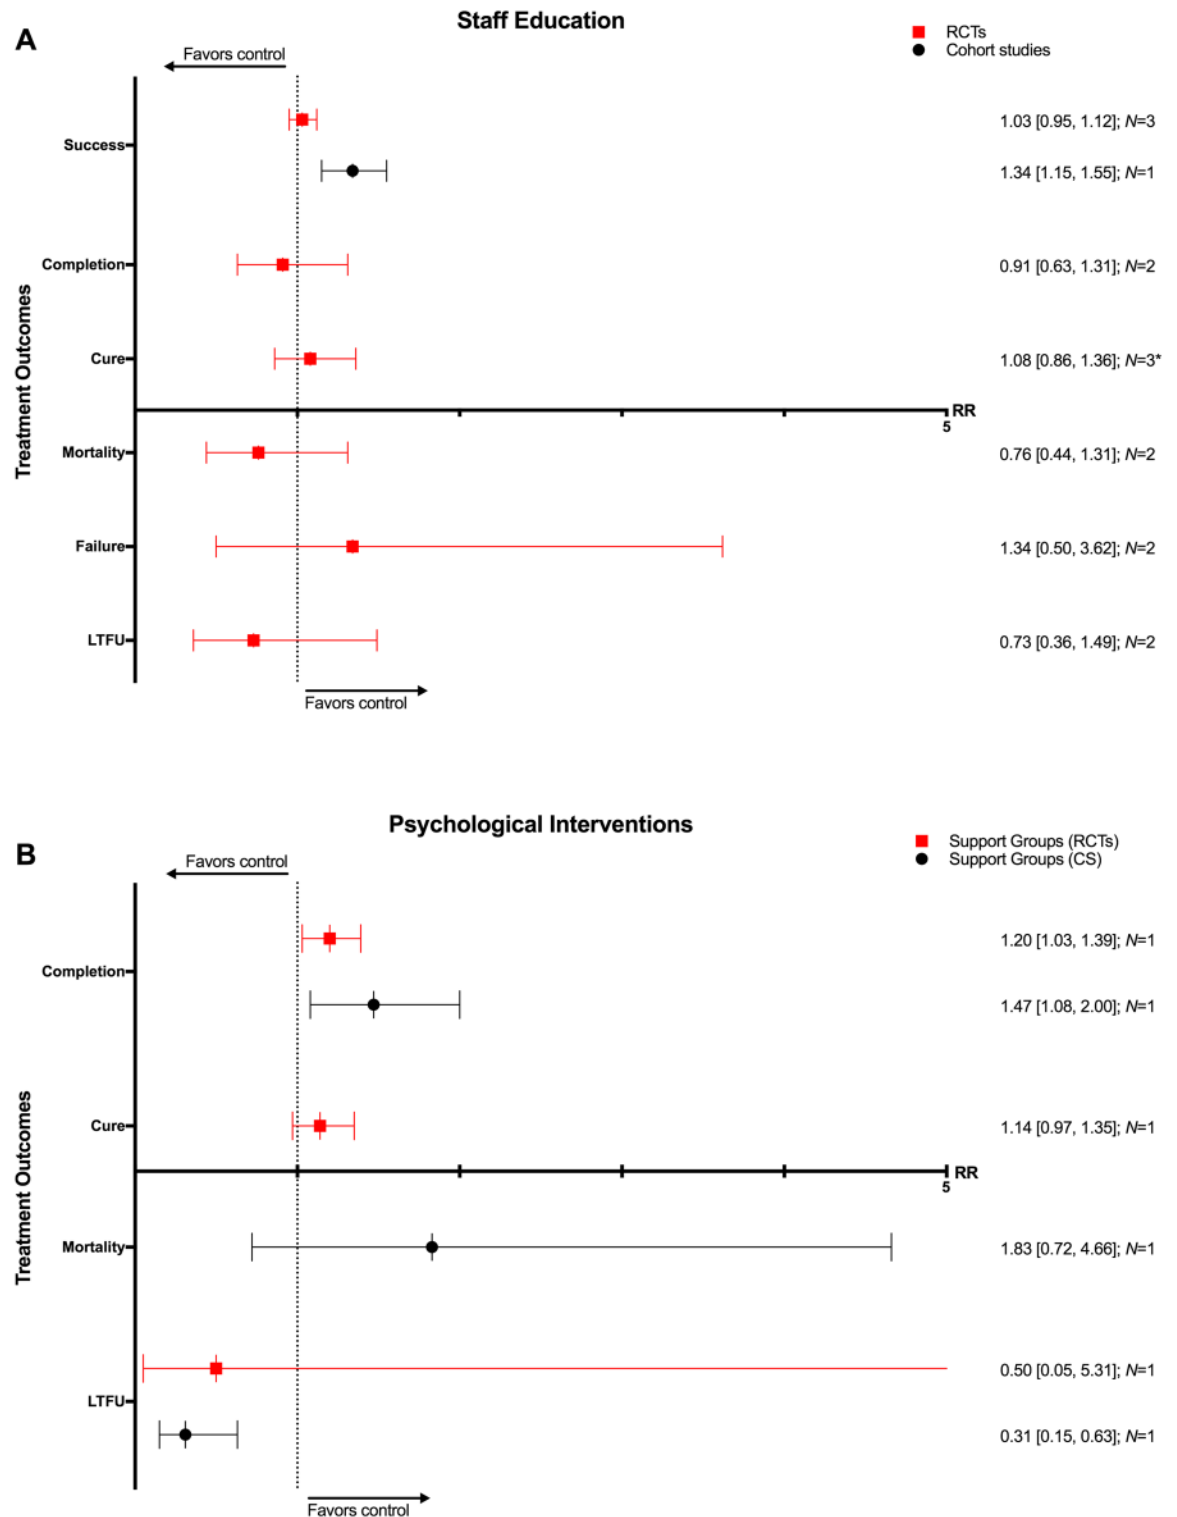 Staff Education
A
RCTs
Cohort studies
Favors control
Success
1.03 [0.95, 1.12]; N=3
1.34 [1.15, 1.55]; N=1
Completion
0.91 [0.63, 1.31]; N=2
Cure
1.08 [0.86, 1.36]; N=3*
Treatment Outcomes
RR
5
Mortality
0.76 [0.44, 1.31]; N=2
Failure
1.34 [0.50, 3.62]; N=2
LTFU
0.73 [0.36, 1.49]; N=2
Favors control
Psychological Interventions
B
Support Groups (RCTs)
Support Groups (CS)
Favors control
Completion
1.20 [1.03, 1.39]; N=1
1.47 [1.08, 2.00]; N=1
Cure
1.14 [0.97, 1.35]; N=1
Treatment Outcomes
RR
5
Mortality
1.83 [0.72, 4.66]; N=1
LTFU
0.50 [0.05, 5.31]; N=1
0.31 [0.15, 0.63]; N=1
Favors control